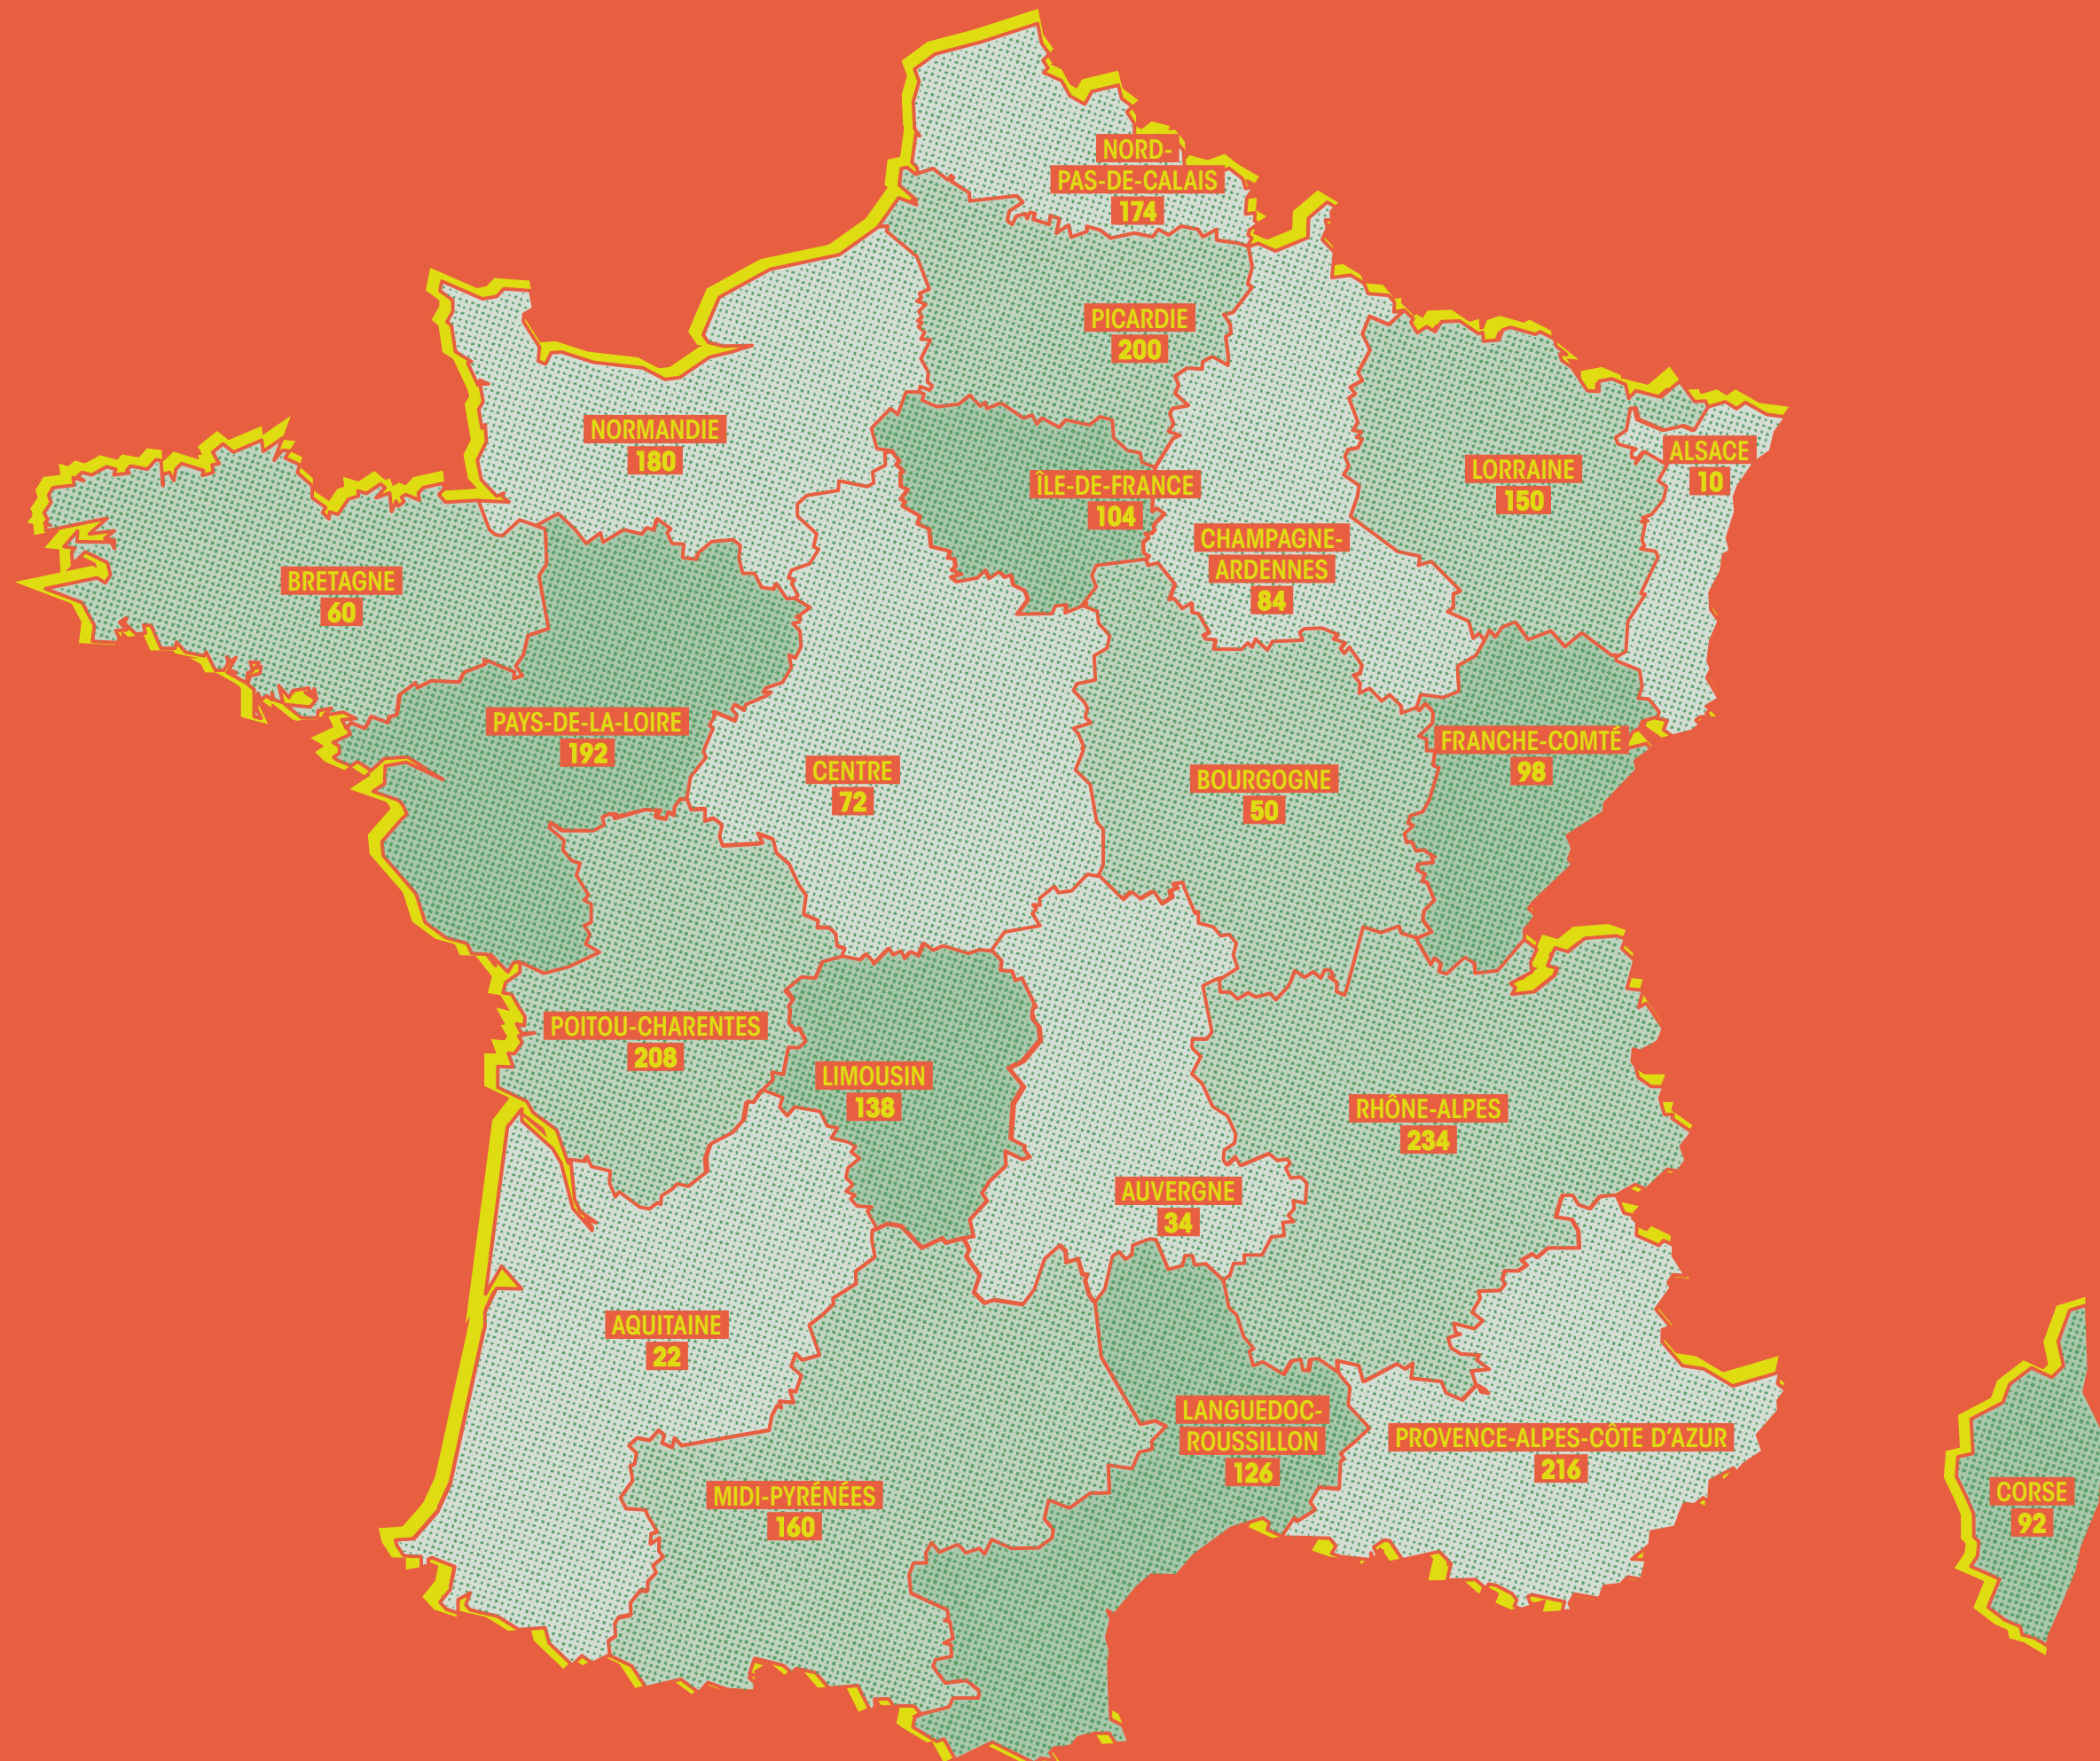 NORD-
PAS-DE-CALAIS
174
PICARDIE
200
NORMANDIE
180
ÎLE-DE-FRANCE
104
CHAMPAGNE-
ARDENNES
84
LORRAINE
150
ALSACE
10
BRETAGNE
60
PAYS-DE-LA-LOIRE
192
CENTRE
72
BOURGOGNE
50
FRANCHE-COMTÉ
98
POITOU-CHARENTES
208
LIMOUSIN
138
AUVERGNE
34
RHÔNE-ALPES
234
AQUITAINE
22
MIDI-PYRÉNÉES
160
LANGUEDOC-
ROUSSILLON
126
PROVENCE-ALPES-CÔTE D'AZUR
216
CORSE
92